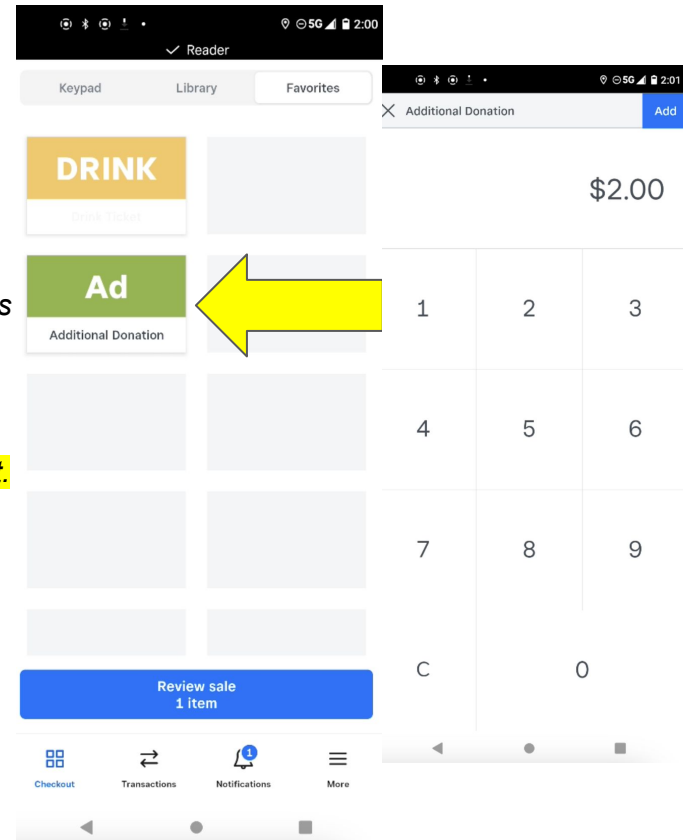 5G 2:00
Reader
Keypad Library Favorites
DRINK
Drink Ticket
Ad
Additional Donation
Review sale
1 item
1
Checkout Transactions Notifications More
s
t.
5G 2:01
Additional Donation Add
$2.00
1 2 3
4 5 6
7 8 9
C 0